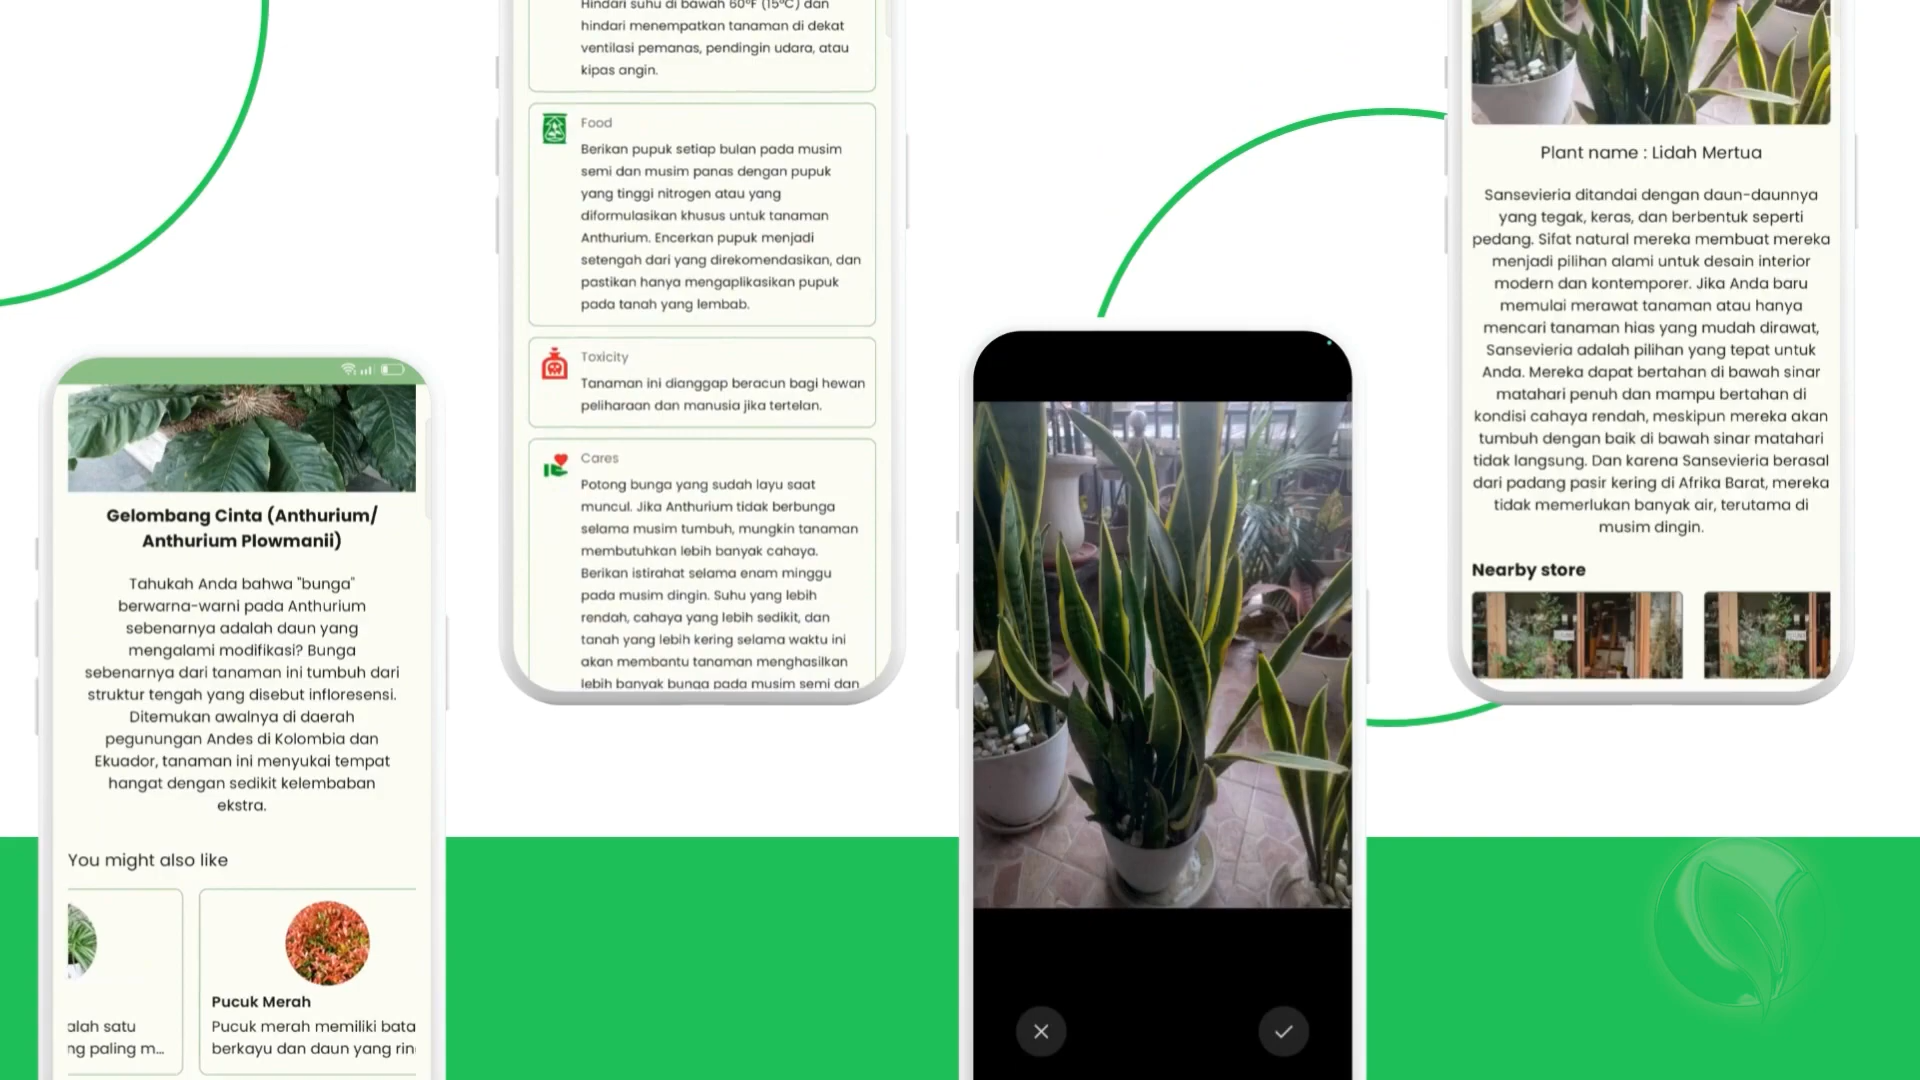 Hindari suhu di bawah 60°F (15°C) dan
hindari menempatkan tanaman di dekat
ventilasi pemanas, pendingin udara, atau
kipas angin.
Food
Berikan pupuk setiap bulan pada musim
semi dan musim panas dengan pupuk
yang tinggi nitrogen atau yang
diformulasikan khusus untuk tanaman
Anthurium. Encerkan pupuk menjadi
setengah dari yang direkomendasikan, dan
pastikan hanya mengaplikasikan pupuk
pada tanah yang lembab.
Toxicity
Tanaman ini dianggap beracun bagi hewan
peliharaan dan manusia jika tertelan.
Cares
Potong bunga yang sudah layu saat
muncul. Jika Anthurium tidak berbunga
selama musim tumbuh, mungkin tanaman
membutuhkan lebih banyak cahaya.
Berikan istirahat selama enam minggu
pada musim dingin. Suhu yang lebih
rendah, cahaya yang lebih sedikit, dan
tanah yang lebih kering selama waktu ini
akan membantu tanaman menghasilkan
lebih banyak bunga pada musim semi dan
Gelombang Cinta (Anthurium/
Anthurium Plowmanii)
Tahukah Anda bahwa "bunga"
berwarna-warni pada Anthurium
sebenarnya adalah daun yang
mengalami modifikasi? Bunga
sebenarnya dari tanaman ini tumbuh dari
struktur tengah yang disebut infloresensi.
Ditemukan awalnya di daerah
pegunungan Andes di Kolombia dan
Ekuador, tanaman ini menyukai tempat
hangat dengan sedikit kelembaban
ekstra.
You might also like
alah satu
ng paling m...
Pucuk Merah
Pucuk merah memiliki bata
berkayu dan daun yang rin
Plant name : Lidah Mertua
Sansevieria ditandai dengan daun-daunnya
yang tegak, keras, dan berbentuk seperti
pedang. Sifat natural mereka membuat mereka
menjadi pilihan alami untuk desain interior
modern dan kontemporer. Jika Anda baru
memulai merawat tanaman atau hanya
mencari tanaman hias yang mudah dirawat,
Sansevieria adalah pilihan yang tepat untuk
Anda. Mereka dapat bertahan di bawah sinar
matahari penuh dan mampu bertahan di
kondisi cahaya rendah, meskipun mereka akan
tumbuh dengan baik di bawah sinar matahari
tidak langsung. Dan karena Sansevieria berasal
dari padang pasir kering di Afrika Barat, mereka
tidak memerlukan banyak air, terutama di
musim dingin.
Nearby store